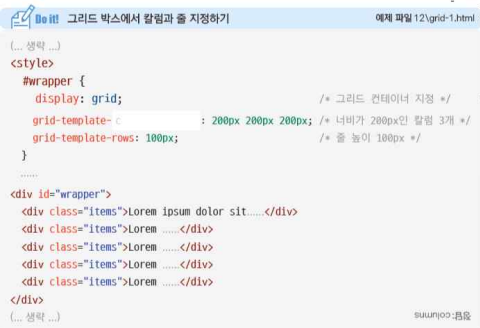 Do it! 그리드 박스에서 칼럼과 줄 지정하기 예제 파일 12\grid-1.html
(... 생략 ...)
<style>
#wrapper {
display: grid; /* 그리드 컨테이너 지정 */
grid-template- c : 200px 200px 200px; /* 너비가 200px인 칼럼 3개 */
grid-template-rows: 100px; /* 줄 높이 100px */
}
......
<div id="wrapper">
<div class="items">Lorem ipsum dolor sit......</div>
<div class="items">Lorem ......</div>
<div class="items">Lorem ......</div>
<div class="items">Lorem ......</div>
<div class="items">Lorem ......</div>
</div>
(... 생략 ...)
정답: columns